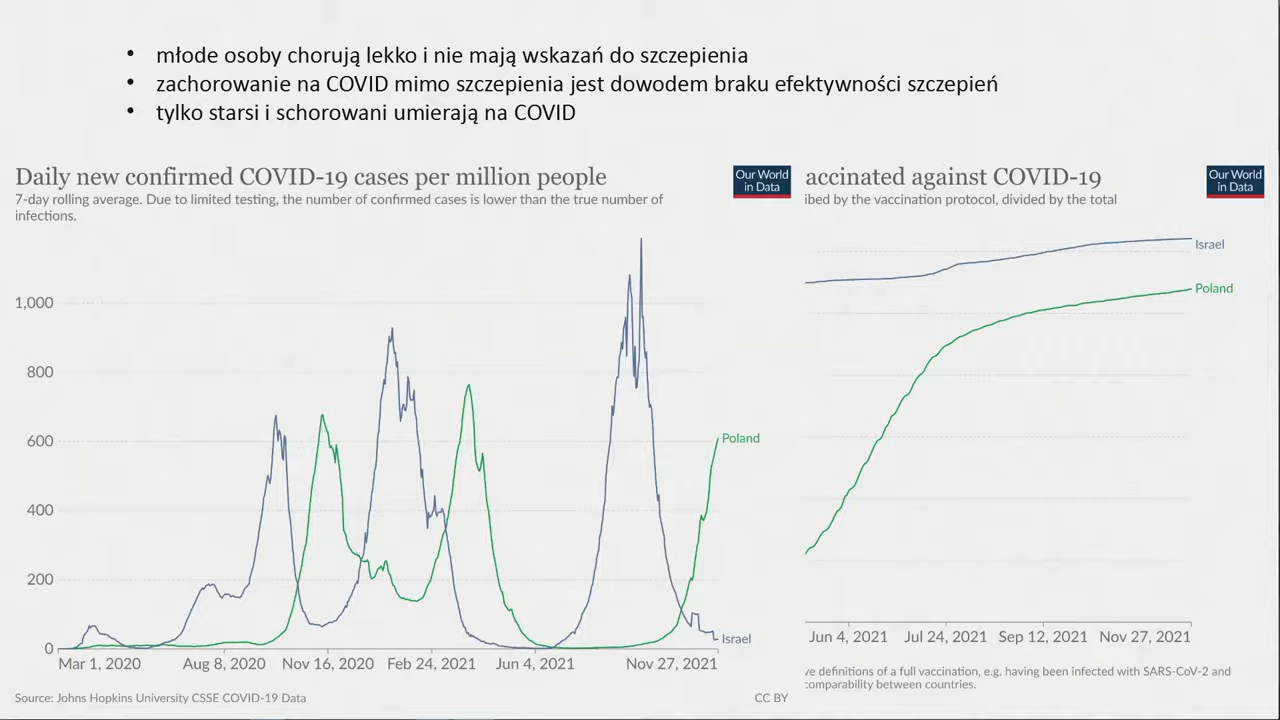 • młode osoby chorują lekko i nie mają wskazań do szczepienia
• zachorowanie na COVID mimo szczepienia jest dowodem braku efektywności szczepień
• tylko starsi i schorowani umierają na COVID
Daily new confirmed COVID-19 cases per million people
7-day rolling average. Due to limited testing, the number of confirmed cases is lower than the true number of
infections.
Our World
in Data
1,000
800
600
400
200
0
Poland
Israel
Mar 1, 2020 Aug 8, 2020 Nov 16, 2020 Feb 24, 2021 Jun 4, 2021 Nov 27, 2021
Source: Johns Hopkins University CSSE COVID-19 Data
CC BY
accinated against COVID-19
ibed by the vaccination protocol, divided by the total
Our World
in Data
Israel
Poland
Jun 4, 2021 Jul 24, 2021 Sep 12, 2021 Nov 27, 2021
ve definitions of a full vaccination, e.g. having been infected with SARS-CoV-2 and
comparability between countries.